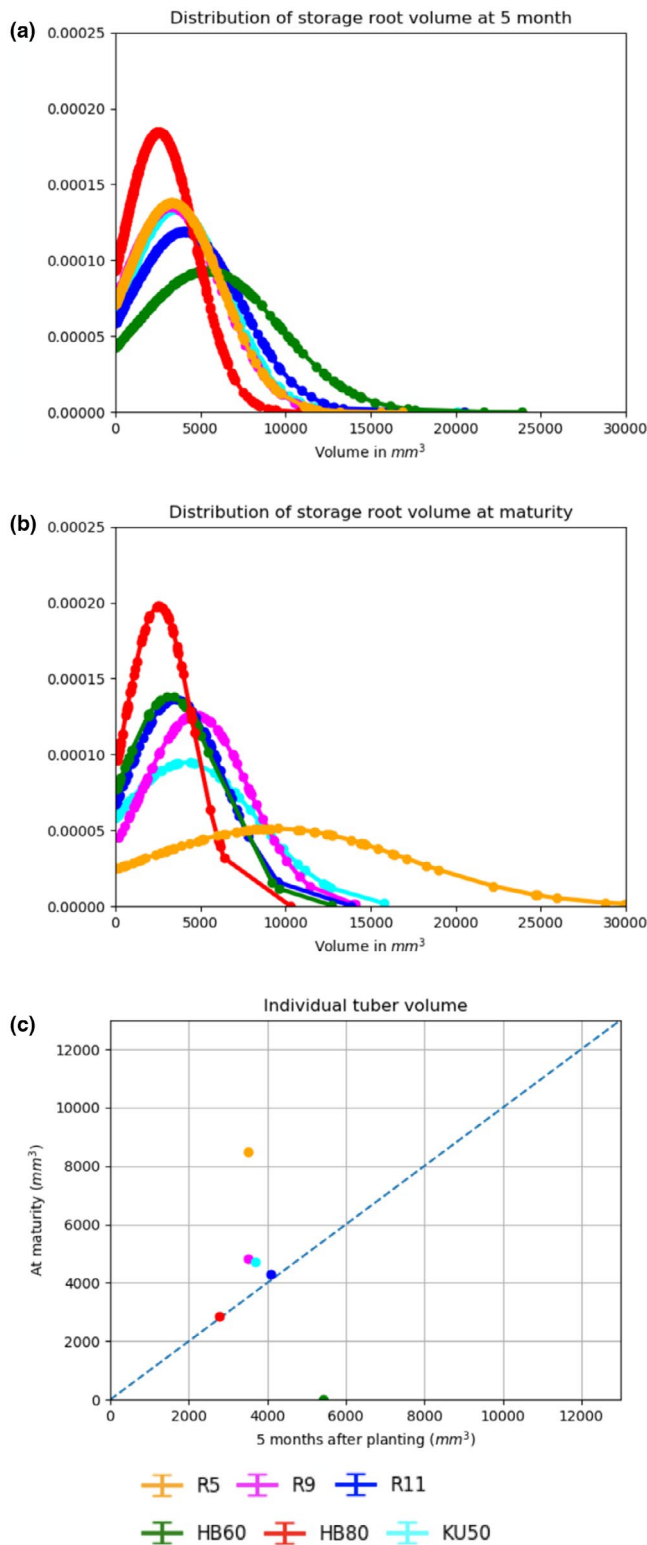 (a)
Distribution of storage root volume at 5 month
0.00025
0.00020
0.00015
0.00010
0.00005
0.00000
0 5000 10000 15000 20000 25000 30000
Volume in mm³
(b)
Distribution of storage root volume at maturity
0.00025
0.00020
0.00015
0.00010
0.00005
0.00000
0 5000 10000 15000 20000 25000 30000
Volume in mm³
(c)
Individual tuber volume
At maturity (mm³)
12000
10000
8000
6000
4000
2000
0
0 2000 4000 6000 8000 10000 12000
5 months after planting (mm³)
R5 R9 R11
HB60 HB80 KU50